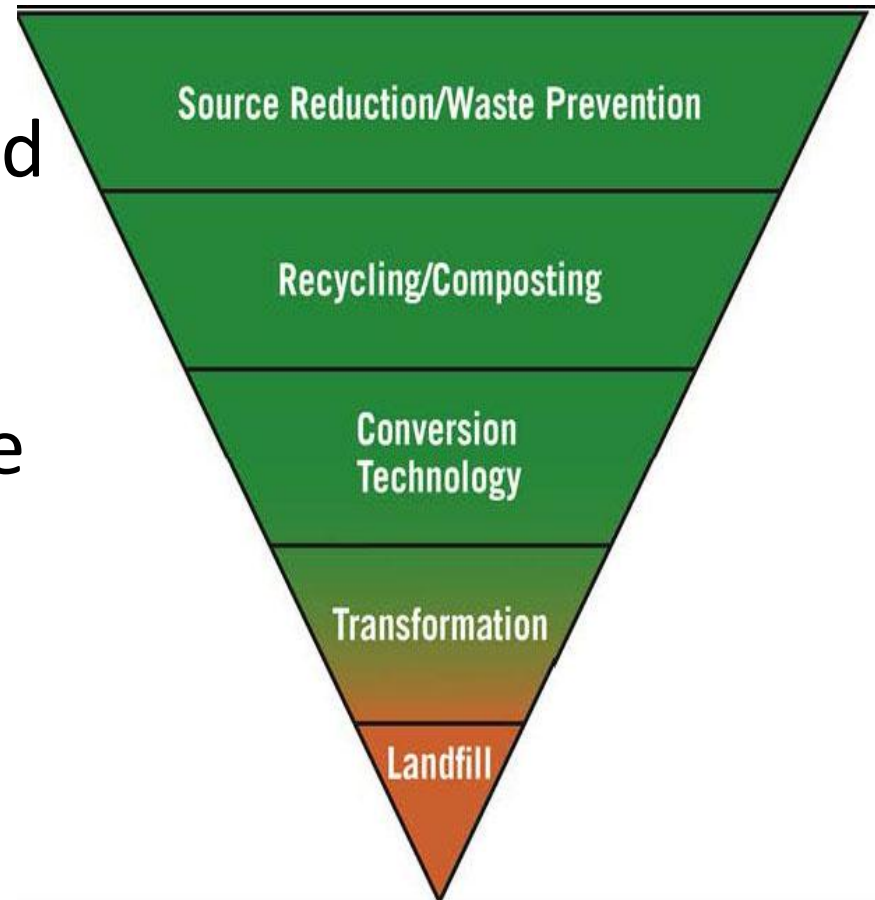 Source Reduction/Waste Prevention
d
Recycling/Composting
e
Conversion
Technology
Transformation
Landfill